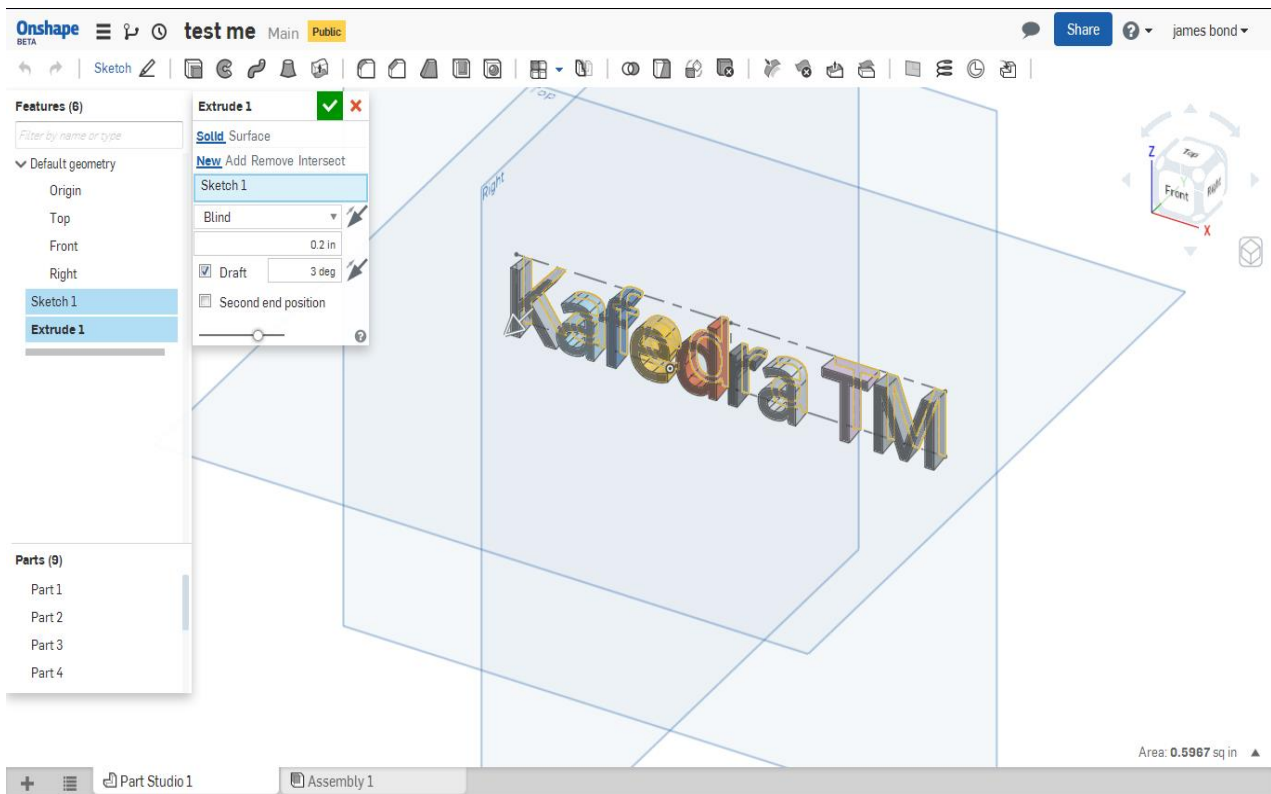 Onshape
BETA
test me Main Public
Share
james bond
Sketch
Features (6)
Filter by name or type
Default geometry
Origin
Top
Front
Right
Sketch 1
Extrude 1
Extrude 1
Solid Surface
New Add Remove Intersect
Sketch 1
Blind
0.2 in
Draft 3 deg
Second end position
Top
Right
Kafedra TM
Z
Top
Front
Right
Y
X
Parts (9)
Part 1
Part 2
Part 3
Part 4
Area: 0.5967 sq in
Part Studio 1
Assembly 1